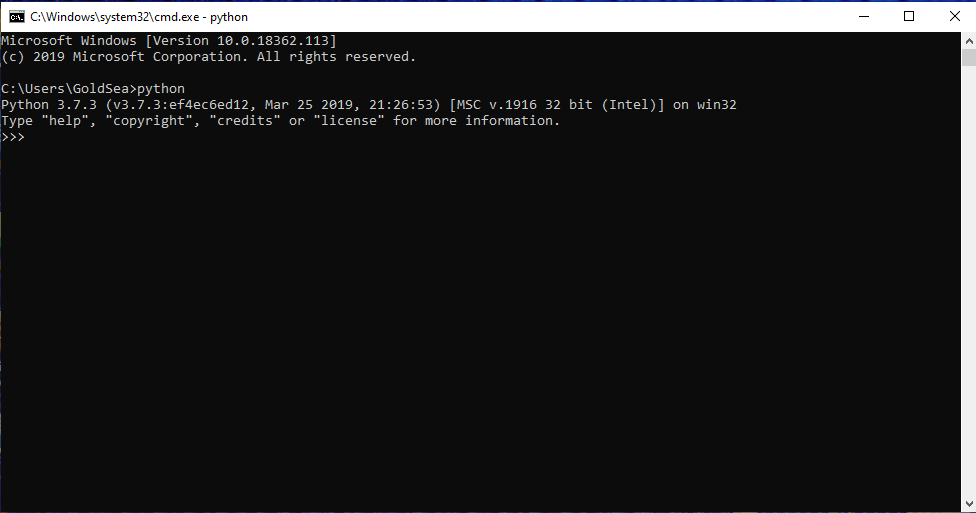 C:\Windows\system32\cmd.exe - python
Microsoft Windows [Version 10.0.18362.113]
(c) 2019 Microsoft Corporation. All rights reserved.
C:\Users\GoldSea>python
Python 3.7.3 (v3.7.3:ef4ec6ed12, Mar 25 2019, 21:26:53) [MSC v.1916 32 bit (Intel)] on win32
Type "help", "copyright", "credits" or "license" for more information.
>>>